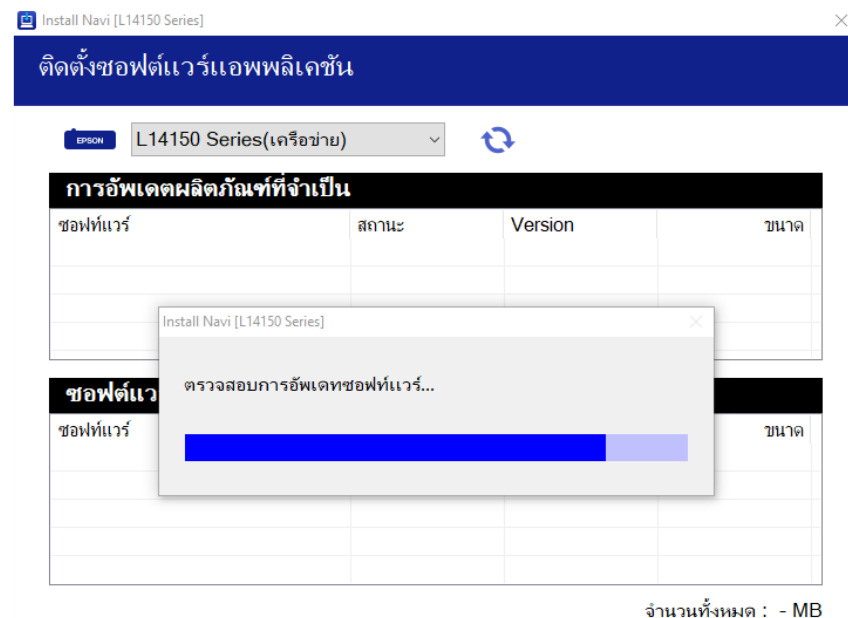 Install Navi [L14150 Series]
ติดตั้งซอฟต์แวร์แอพพลิเคชัน
EPSON L14150 Series(เครือข่าย)
การอัพเดตผลิตภัณฑ์ที่จำเป็น
ซอฟท์แวร์ สถานะ Version ขนาด
Install Navi [L14150 Series]
ตรวจสอบการอัพเดทซอฟท์แวร์...
ซอฟต์แว
ซอฟท์แวร์ ขนาด
จำนวนทั้งหมด : - MB